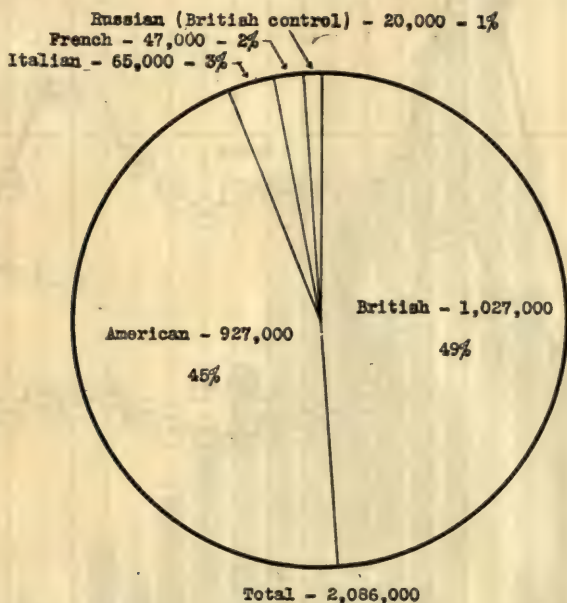 Russian (British control) - 20,000 - 1%
French - 47,000 - 2%
Italian - 65,000 - 3%
British - 1,027,000
49%
American - 927,000
45%
Total - 2,086,000